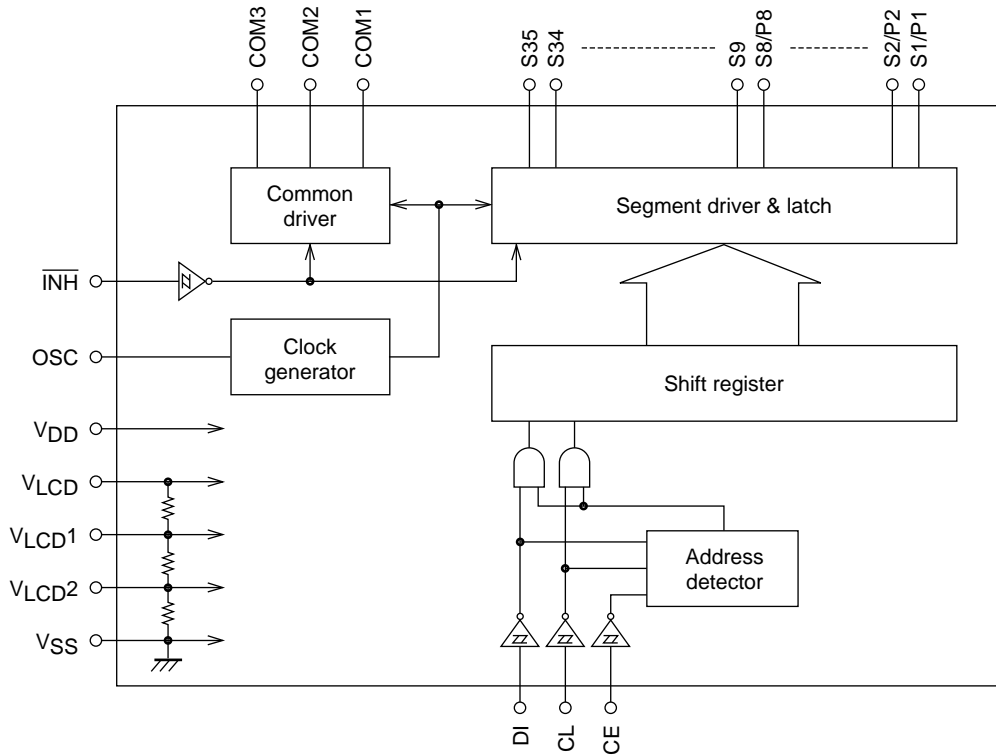 COM3
COM2
COM1
S35
S34
S9
S8/P8
S2/P2
S1/P1
Common
driver
Segment driver & latch
INH
OSC
Clock
generator
Shift register
VDD
VLCD
VLCD1
VLCD2
VSS
Address
detector
DI
CL
CE